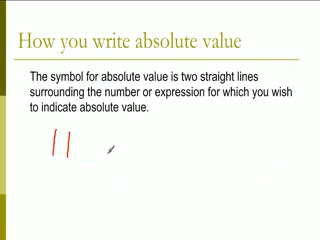 How you write absolute value
The symbol for absolute value is two straight lines
surrounding the number or expression for which you wish
to indicate absolute value.
| |